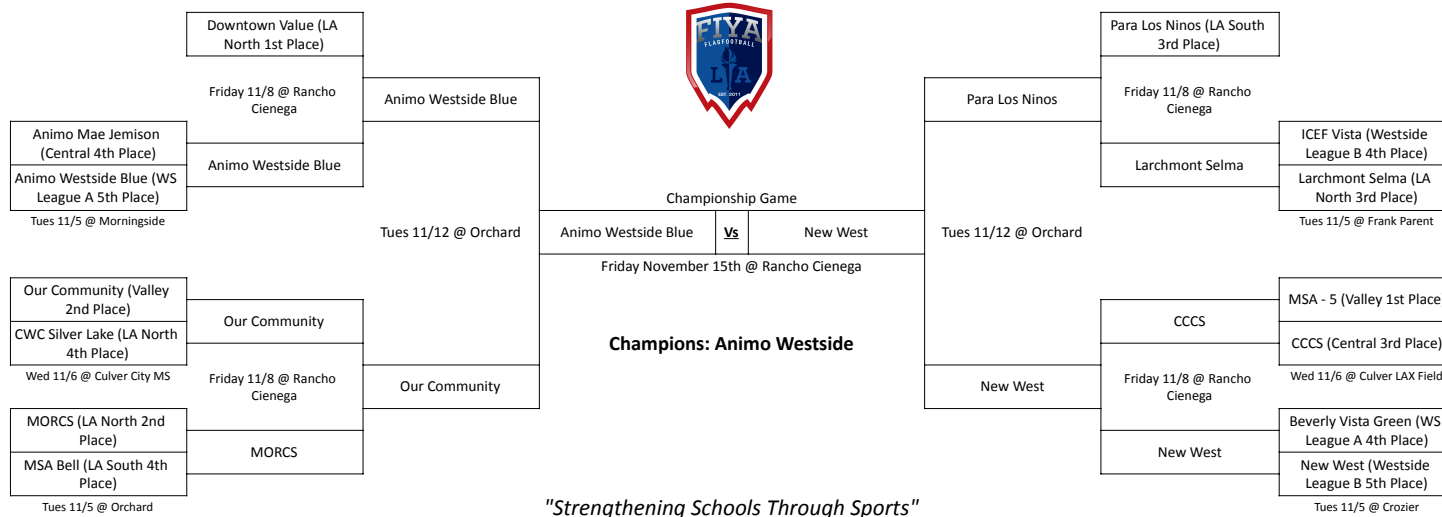 Downtown Value (LA
North 1st Place)
Friday 11/8 @ Rancho
Cienega
Animo Westside Blue
Animo Mae Jemison
(Central 4th Place)
Animo Westside Blue (WS
League A 5th Place)
Tues 11/5 @ Morningside
Animo Westside Blue
Tues 11/12 @ Orchard
Our Community (Valley
2nd Place)
CWC Silver Lake (LA North
4th Place)
Wed 11/6 @ Culver City MS
Our Community
Friday 11/8 @ Rancho
Cienega
Our Community
MORCS (LA North 2nd
Place)
MSA Bell (LA South 4th
Place)
Tues 11/5 @ Orchard
MORCS
FIYA
FLAGFOOTBALL
LA
EST. 2011
Championship Game
Animo Westside Blue
Vs
New West
Friday November 15th @ Rancho Cienega
Champions: Animo Westside
"Strengthening Schools Through Sports"
Para Los Ninos (LA South
3rd Place)
Para Los Ninos
Friday 11/8 @ Rancho
Cienega
ICEF Vista (Westside
League B 4th Place)
Larchmont Selma
Larchmont Selma (LA
North 3rd Place)
Tues 11/5 @ Frank Parent
Tues 11/12 @ Orchard
MSA - 5 (Valley 1st Place
CCCS
CCCS (Central 3rd Place)
Wed 11/6 @ Culver LAX Field
Friday 11/8 @ Rancho
Cienega
New West
Beverly Vista Green (WS
League A 4th Place)
New West
New West (Westside
League B 5th Place)
Tues 11/5 @ Crozier